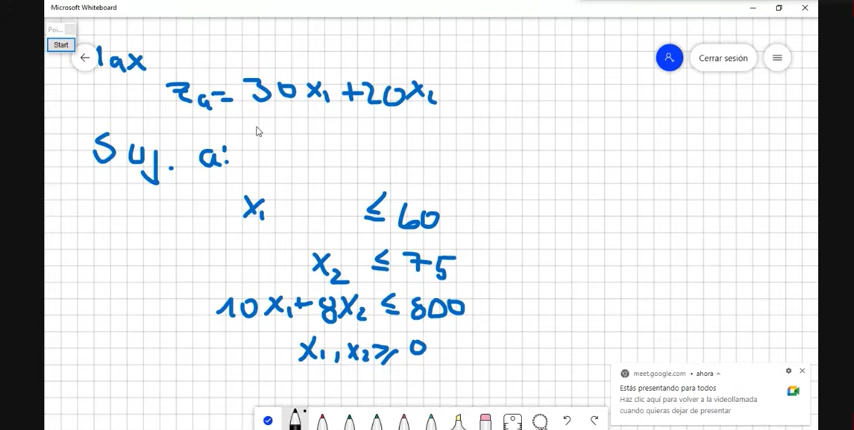 Microsoft Whiteboard
Poi...
Start
Max
Za = 30x₁ + 20x₂
Suj. a:
x₁ ≤ 60
x₂ ≤ 75
10x₁ + 8x₂ ≤ 800
x₁, x₂ ≥ 0
Cerrar sesión
meet.google.com • ahora
Estás presentando para todos
Haz clic aquí para volver a la videollamada
cuando quieras dejar de presentar